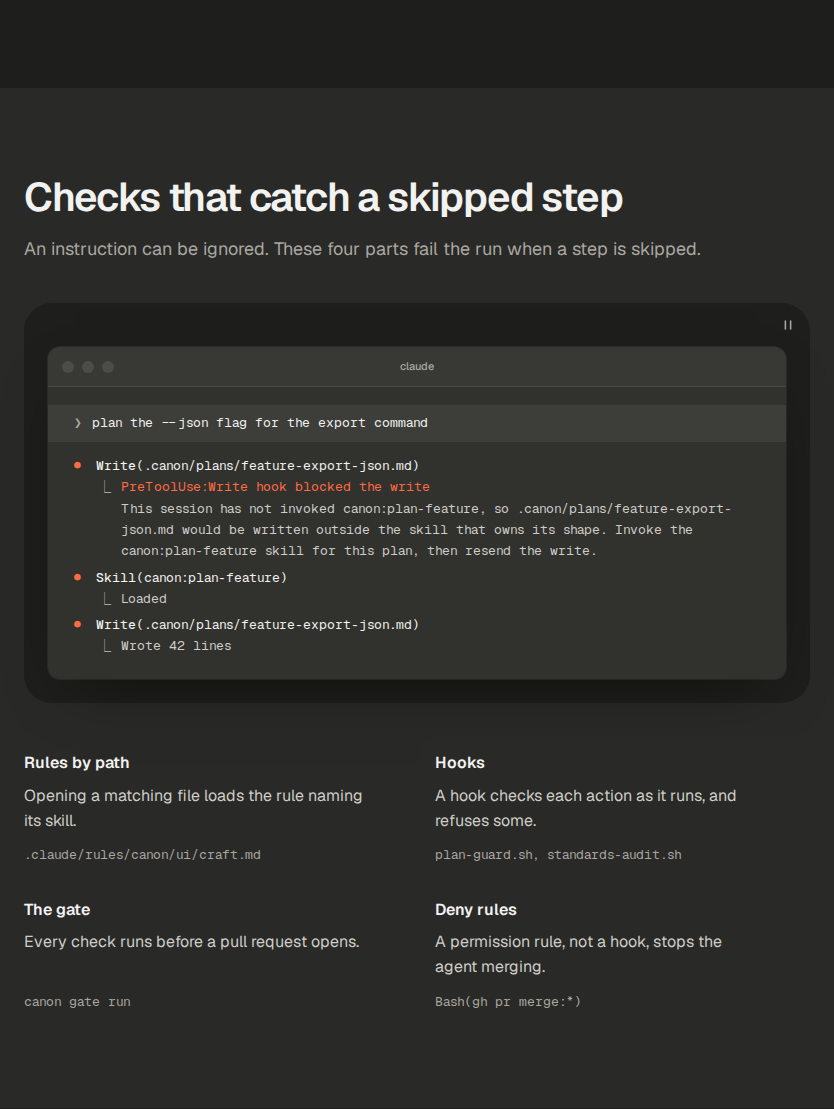 Checks that catch a skipped step
An instruction can be ignored. These four parts fail the run when a step is skipped.
claude
❯ plan the --json flag for the export command
● Write(.canon/plans/feature-export-json.md)
⎿ PreToolUse:Write hook blocked the write
This session has not invoked canon:plan-feature, so .canon/plans/feature-export-
json.md would be written outside the skill that owns its shape. Invoke the
canon:plan-feature skill for this plan, then resend the write.
● Skill(canon:plan-feature)
⎿ Loaded
● Write(.canon/plans/feature-export-json.md)
⎿ Wrote 42 lines
Rules by path
Opening a matching file loads the rule naming
its skill.
.claude/rules/canon/ui/craft.md
Hooks
A hook checks each action as it runs, and
refuses some.
plan-guard.sh, standards-audit.sh
The gate
Every check runs before a pull request opens.
canon gate run
Deny rules
A permission rule, not a hook, stops the
agent merging.
Bash(gh pr merge:*)